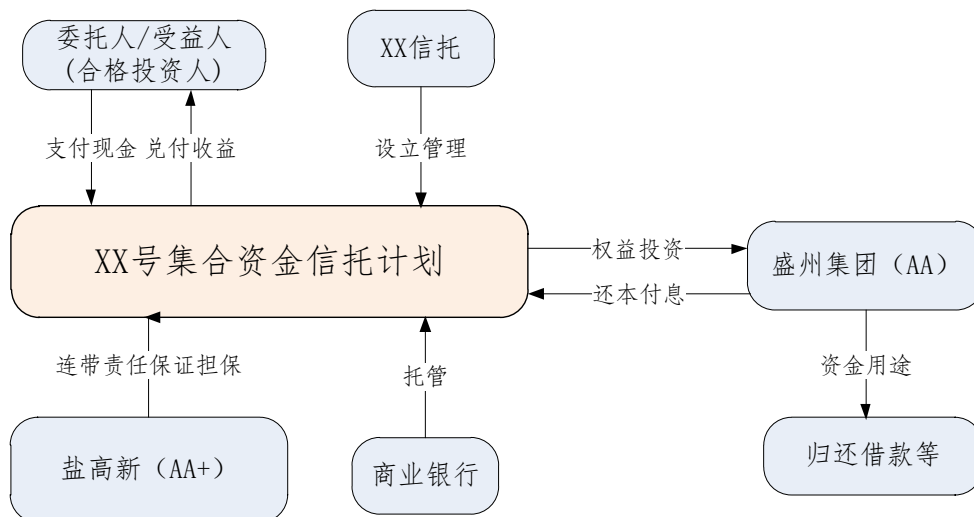 委托人/受益人
(合格投资人)
XX信托
支付现金 兑付收益
设立管理
XX号集合资金信托计划
权益投资
还本付息
盛州集团（AA）
连带责任保证担保
托管
资金用途
盐高新（AA+）
商业银行
归还借款等